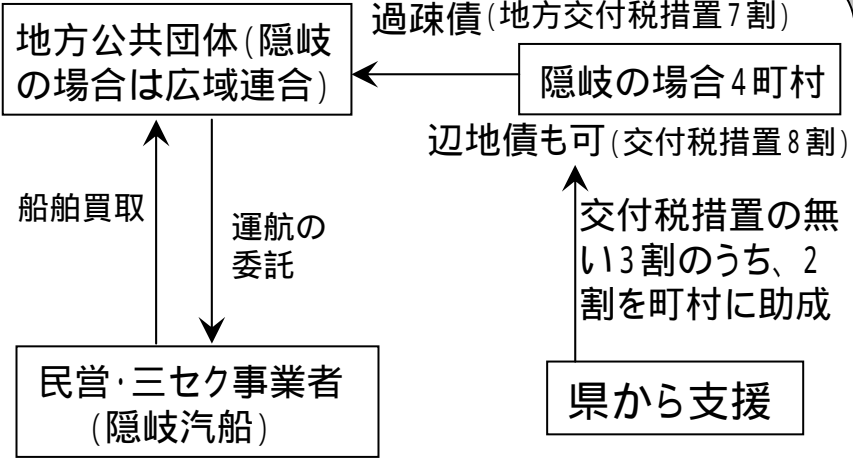 過疎債(地方交付税措置7割)
地方公共団体(隠岐
の場合は広域連合)
隠岐の場合4町村
辺地債も可(交付税措置8割)
船舶買取
運航の
委託
交付税措置の無
い3割のうち、2
割を町村に助成
民営・三セク事業者
(隠岐汽船)
県から支援